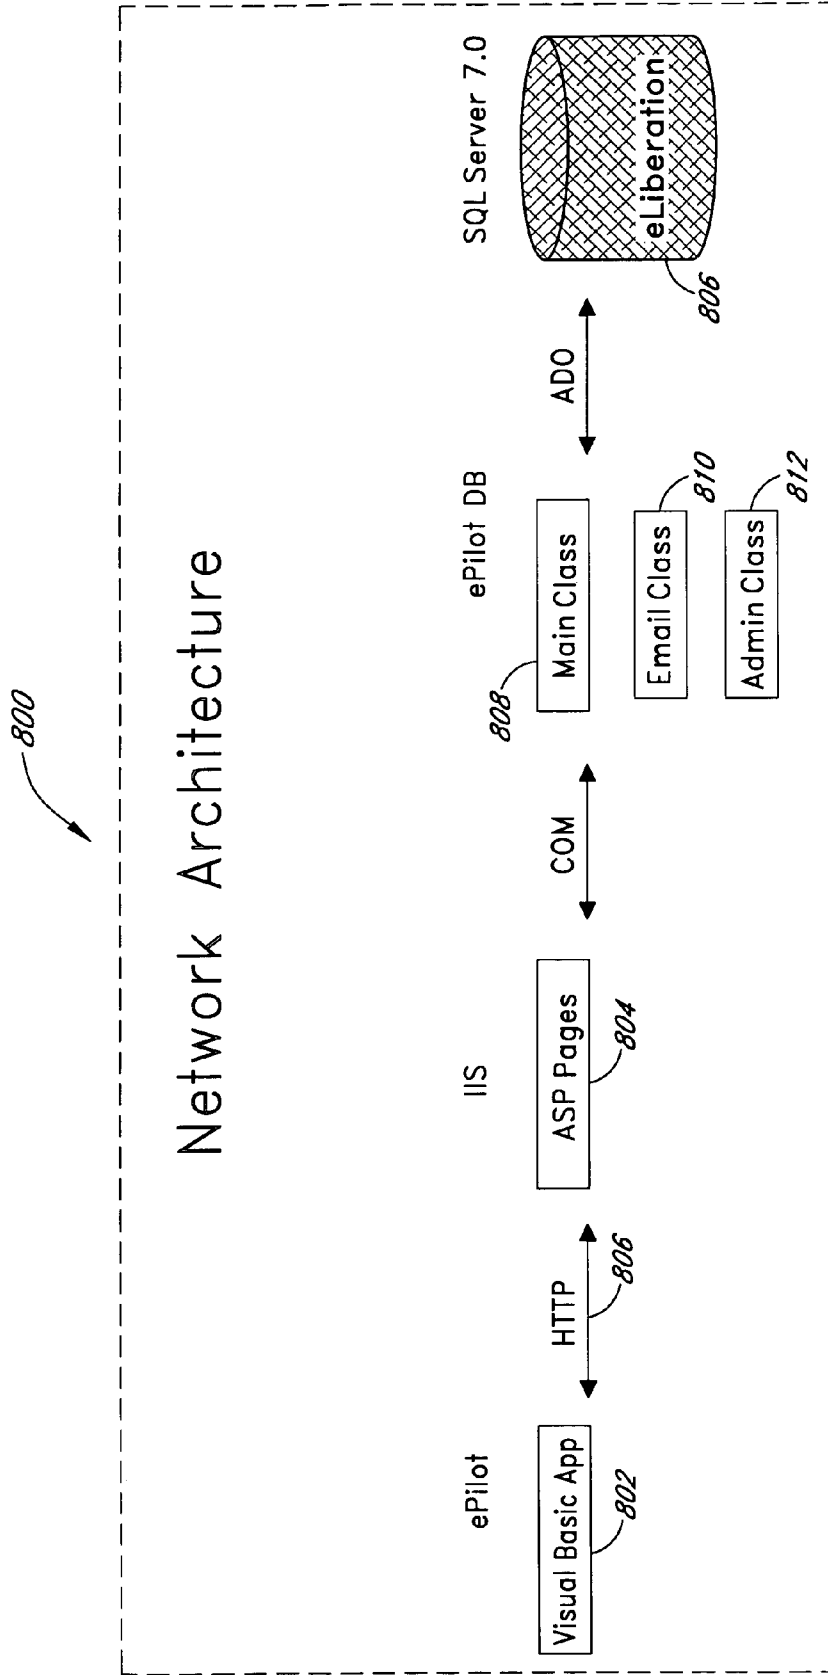 800
Network Architecture
ePilot
IIS
ePilot DB
SQL Server 7.0
Visual Basic App
802
HTTP
806
ASP Pages
804
COM
808
Main Class
Email Class
810
Admin Class
812
ADO
eLiberation
806